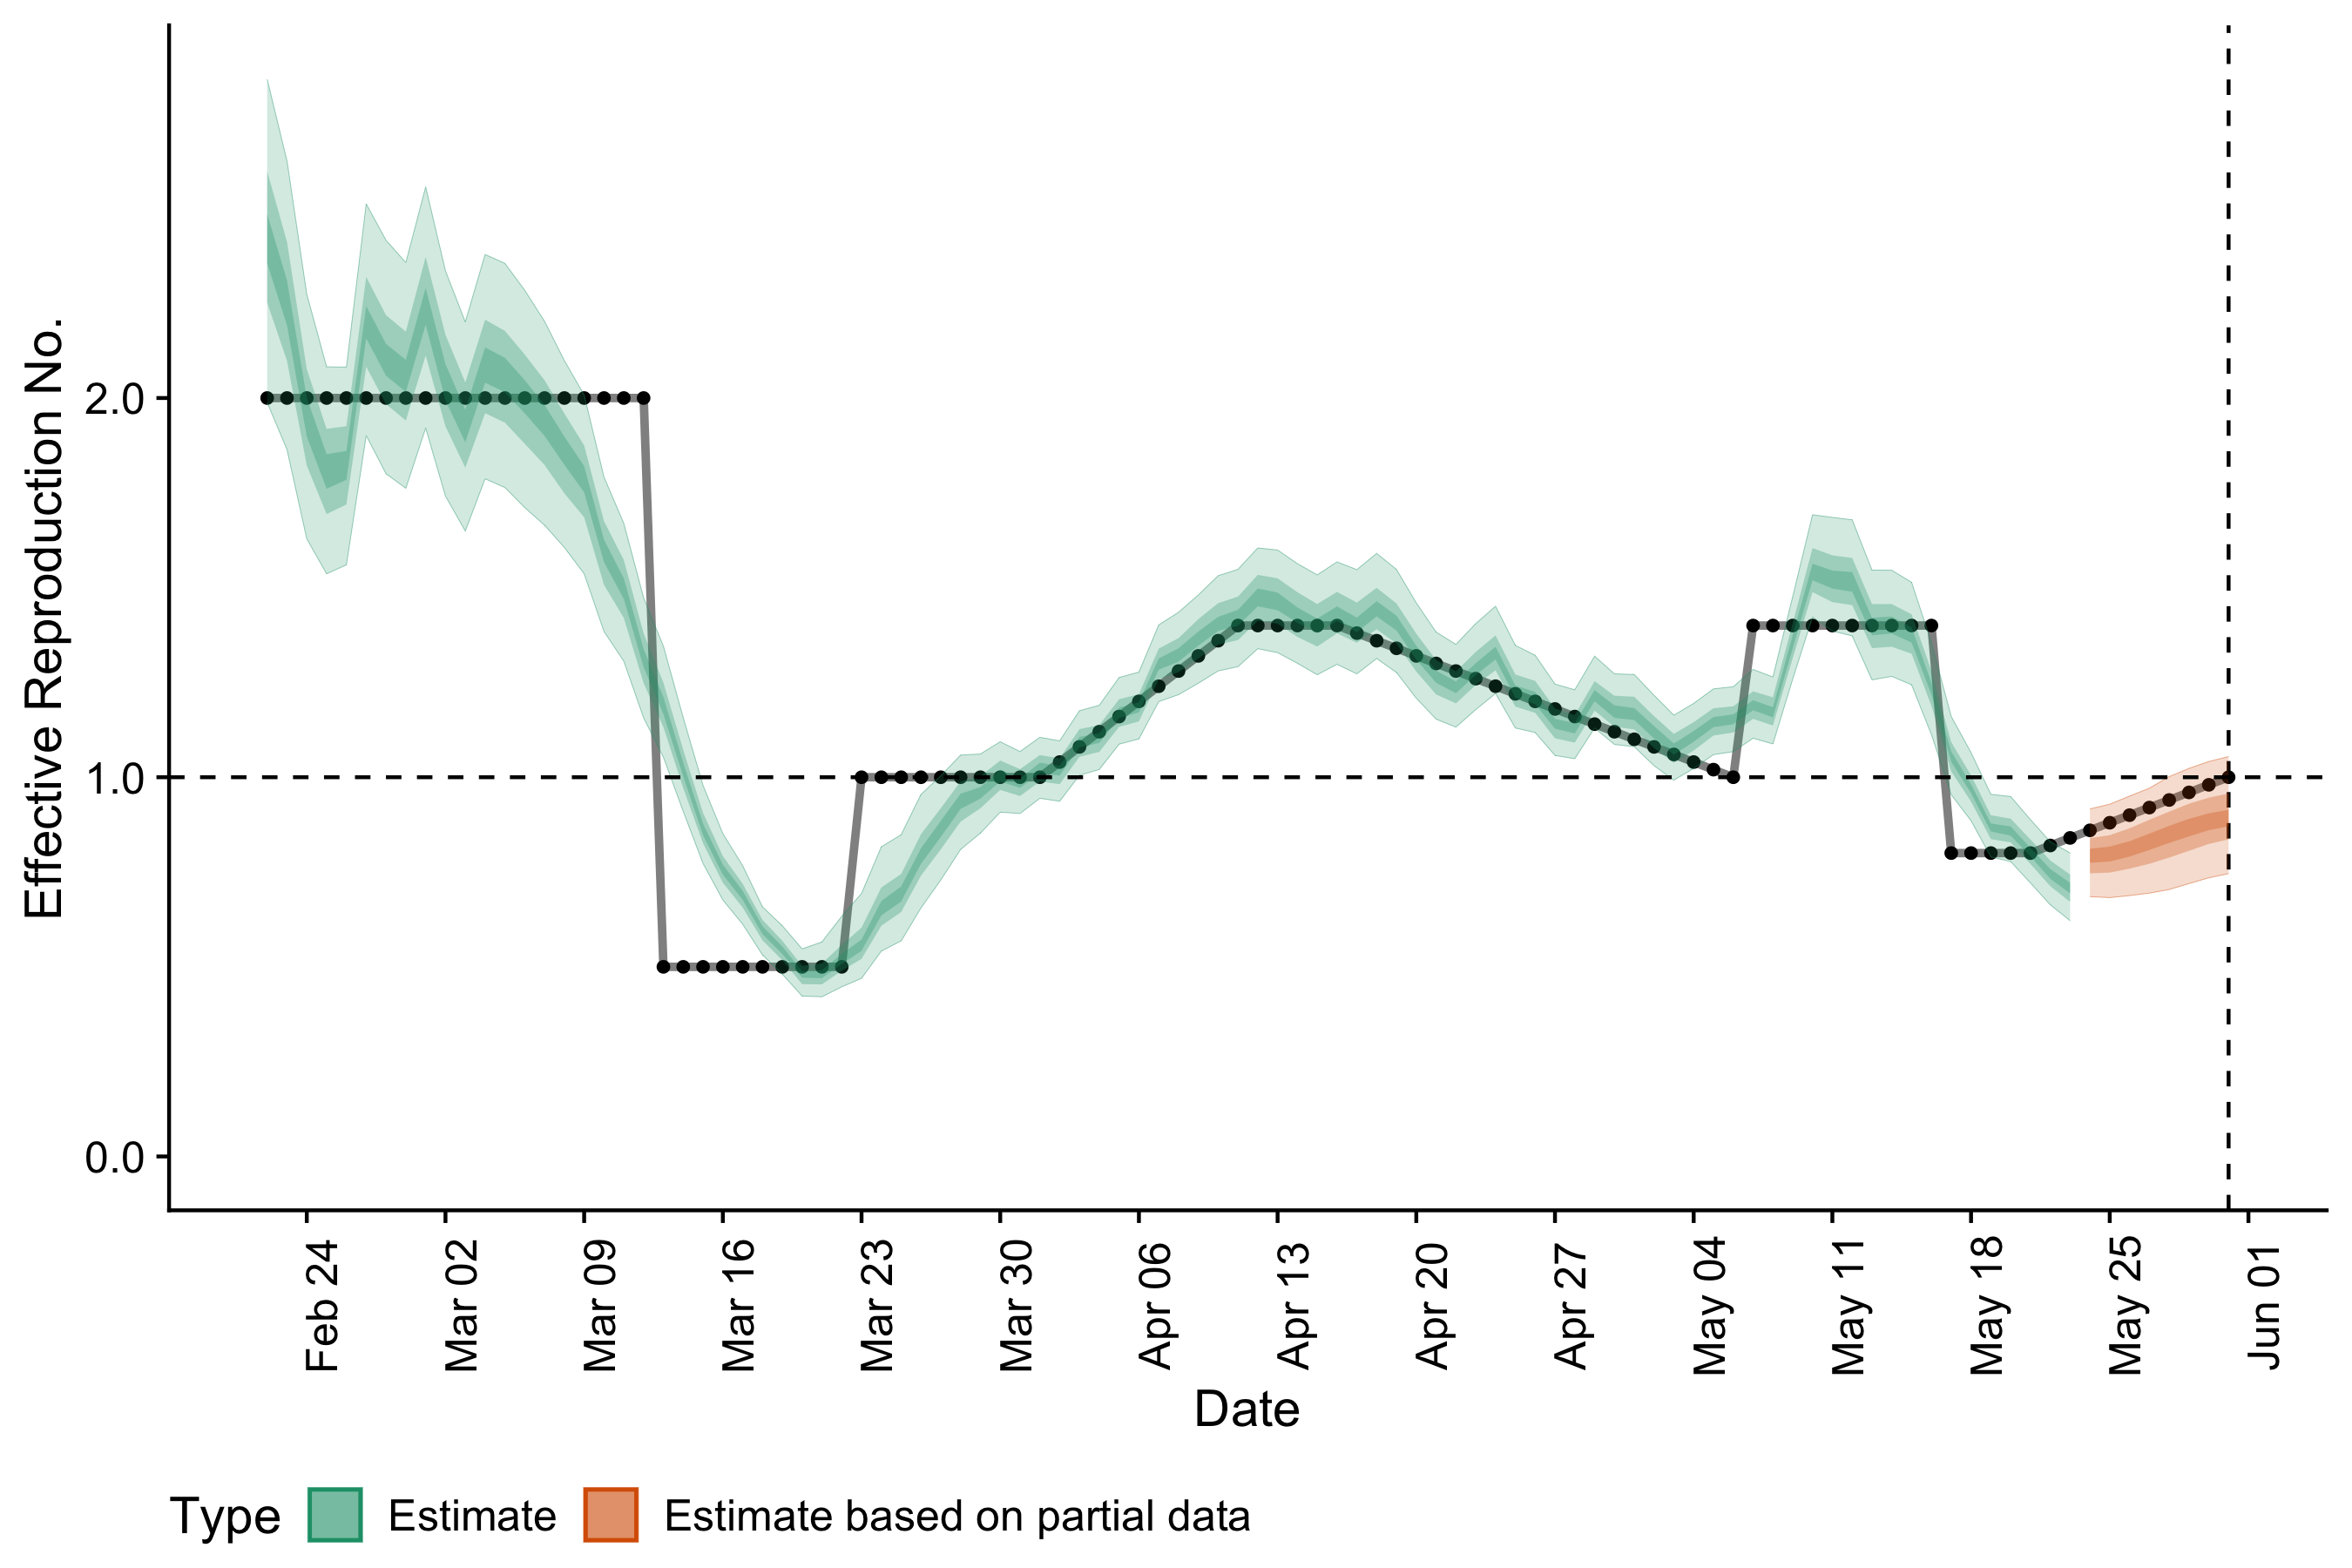 Effective Reproduction No.
2.0
1.0
0.0
Feb 24
Mar 02
Mar 09
Mar 16
Mar 23
Mar 30
Apr 06
Apr 13
Apr 20
Apr 27
May 04
May 11
May 18
May 25
Jun 01
Date
Type Estimate Estimate based on partial data